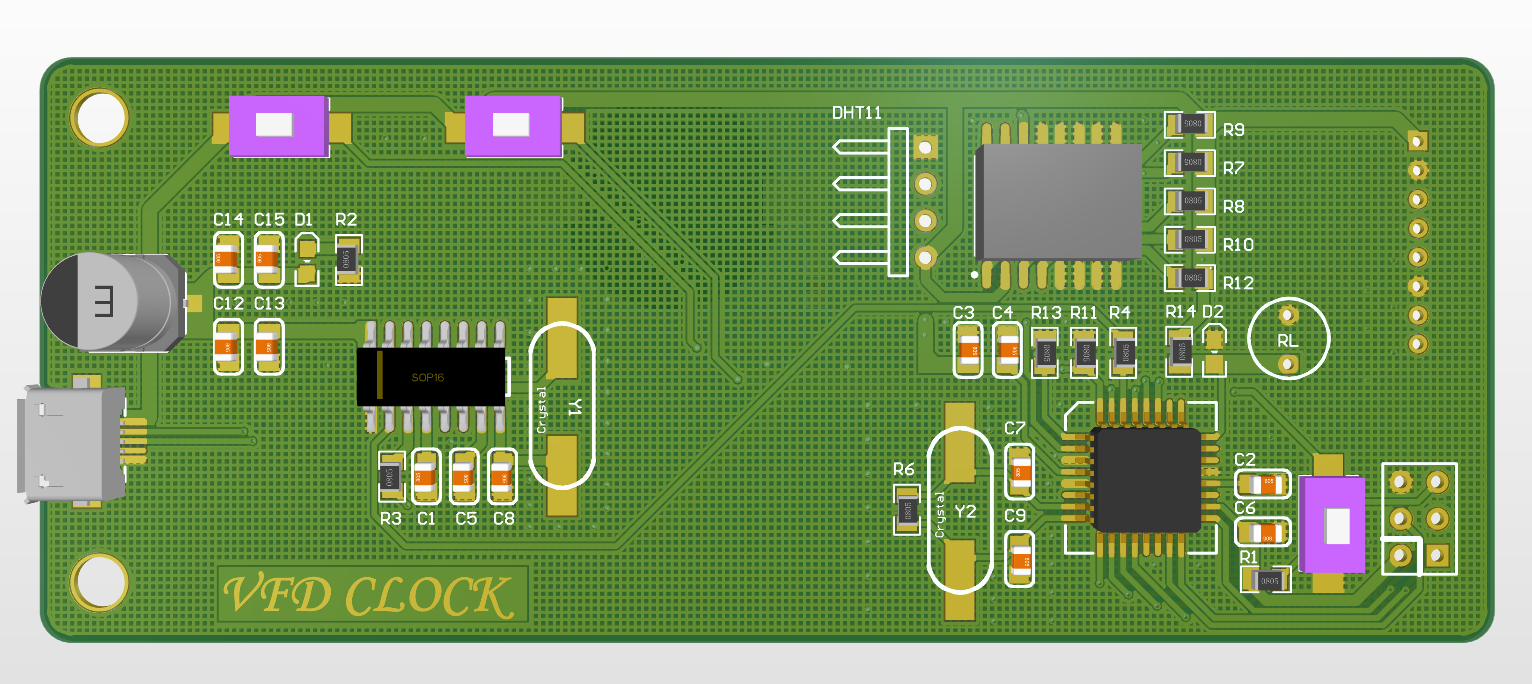 DHT11
R9
R7
R8
R10
R12
C14 C15 D1 R2
C12 C13
E
C3 C4 R13 R11 R4 R14 D2
RL
SOP16
Crystal
Y1
R3 C1 C5 C8
C7
R6
Crystal
Y2
C9
C2
C6
R1
0805
VFD CLOCK